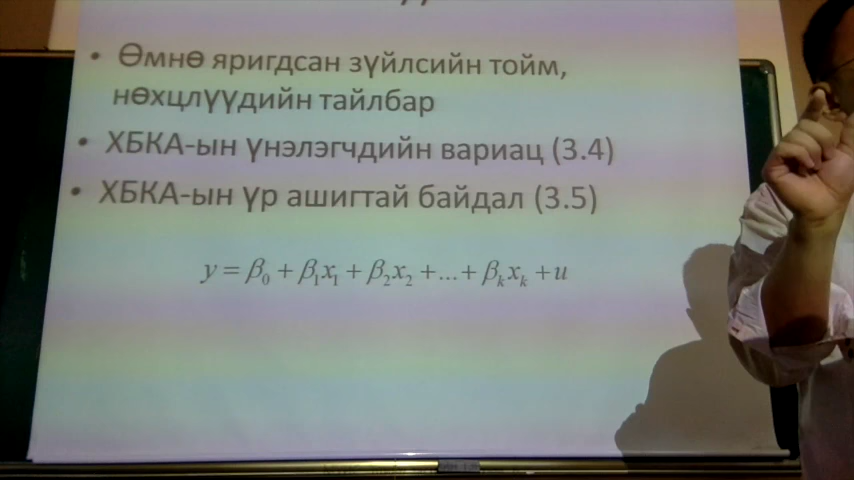 • Өмнө яригдсан зүйлсийн тойм,
нөхцлүүдийн тайлбар
• ХБКА-ын үнэлэгчдийн вариац (3.4)
• ХБКА-ын үр ашигтай байдал (3.5)
y = β₀ + β₁x₁ + β₂x₂ +...+ βₖxₖ + u